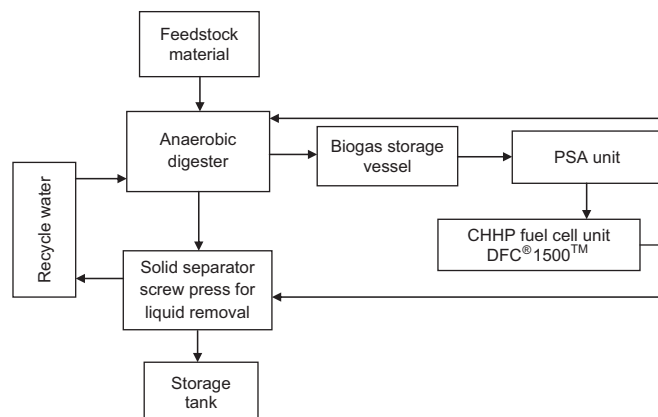 Feedstock
material
Anaerobic
digester
Biogas storage
vessel
PSA unit
Recycle water
CHHP fuel cell unit
DFC®1500™
Solid separator
screw press for
liquid removal
Storage
tank